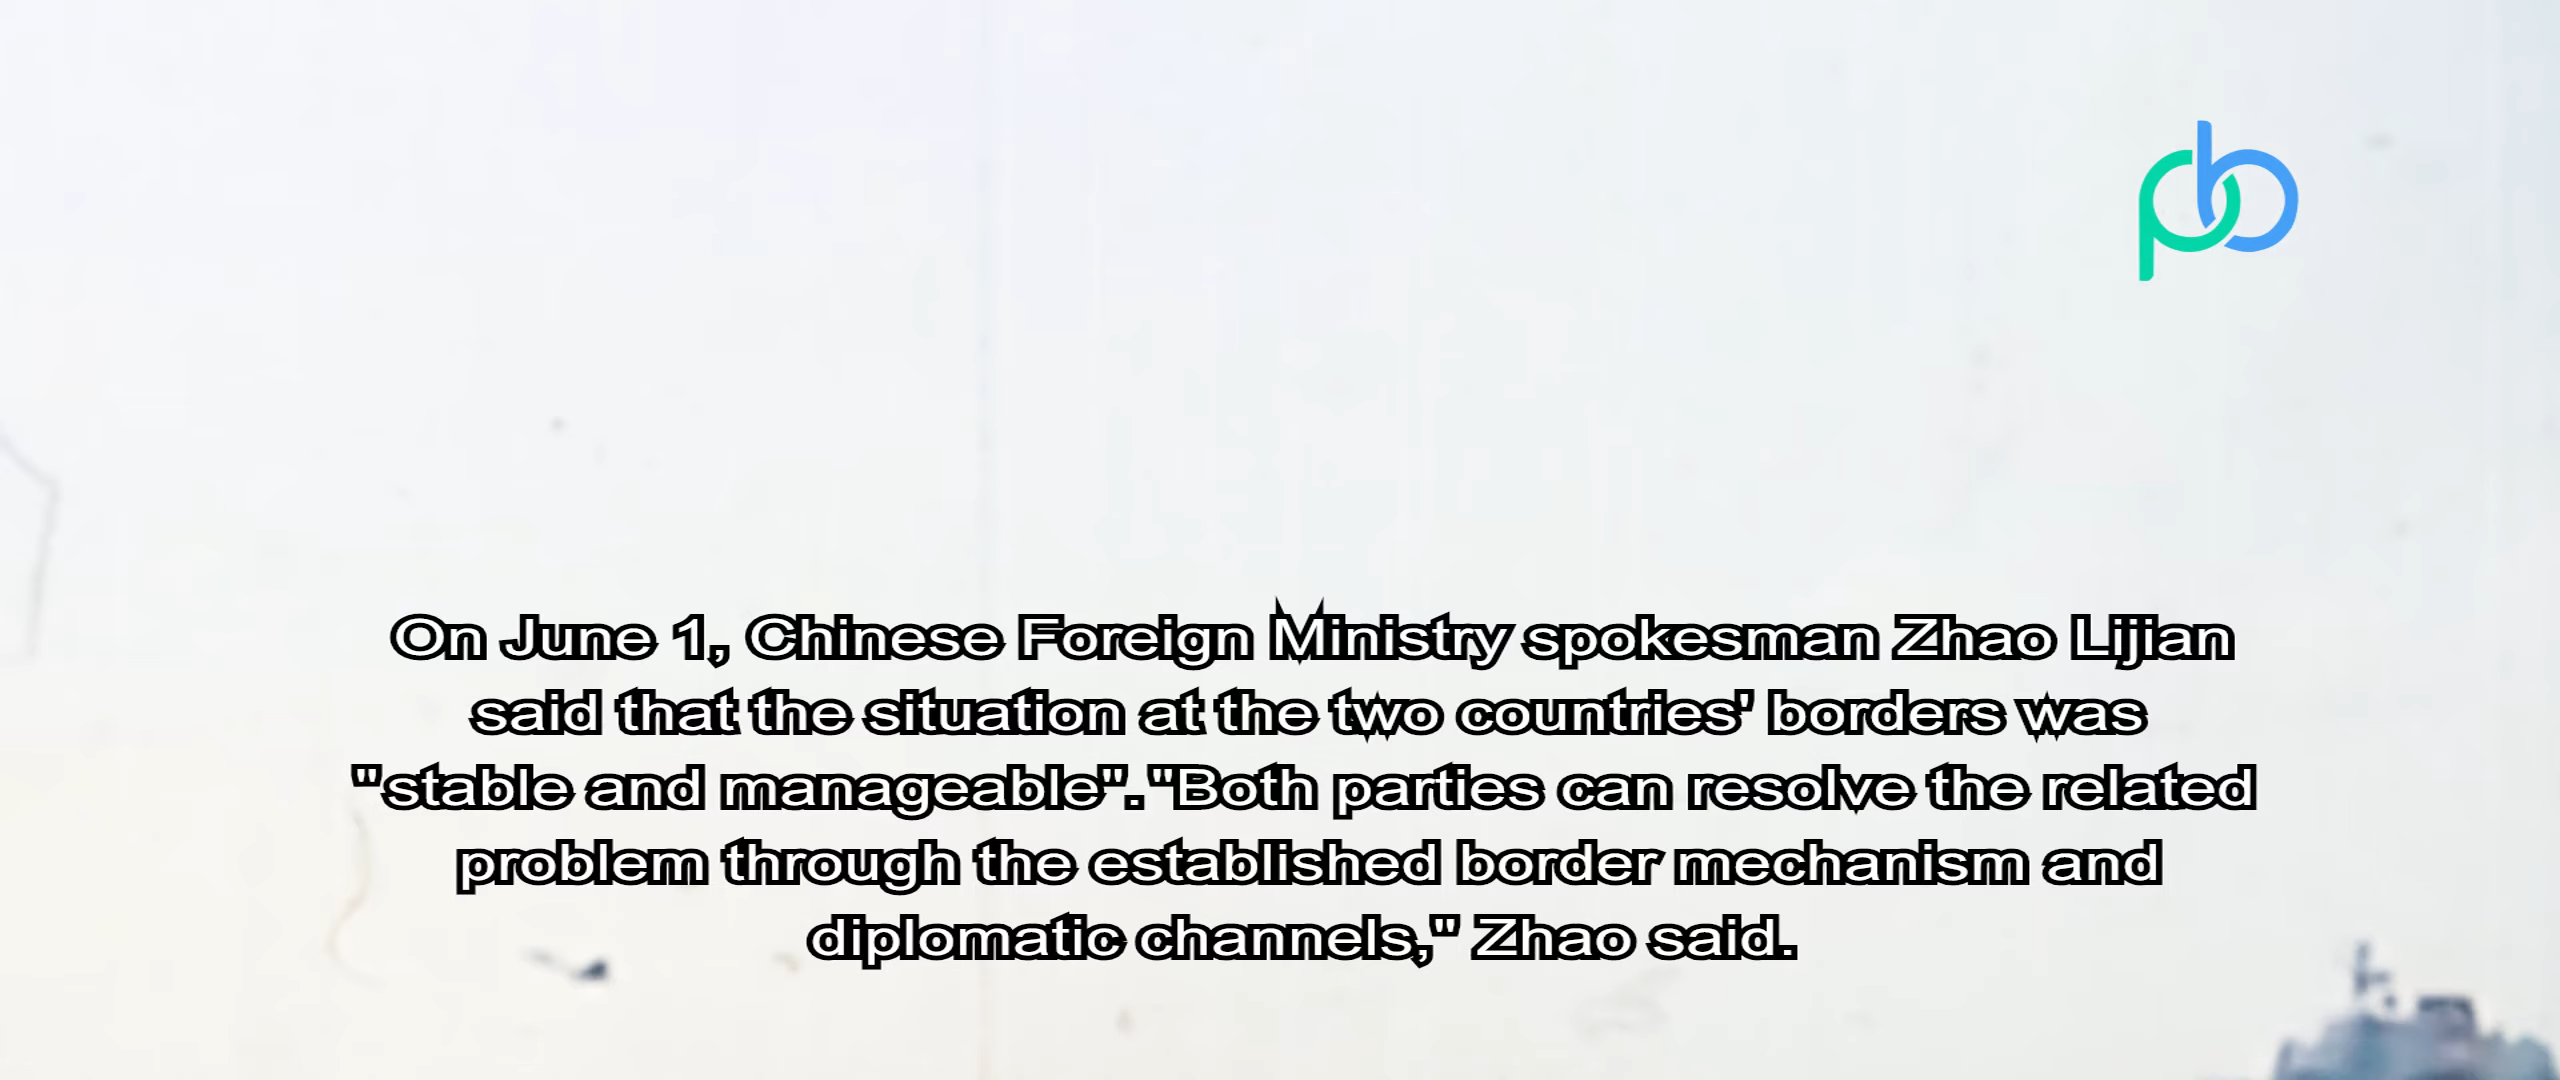 pb
On June 1, Chinese Foreign Ministry spokesman Zhao Lijian
said that the situation at the two countries' borders was
"stable and manageable"."Both parties can resolve the related
problem through the established border mechanism and
diplomatic channels," Zhao said.